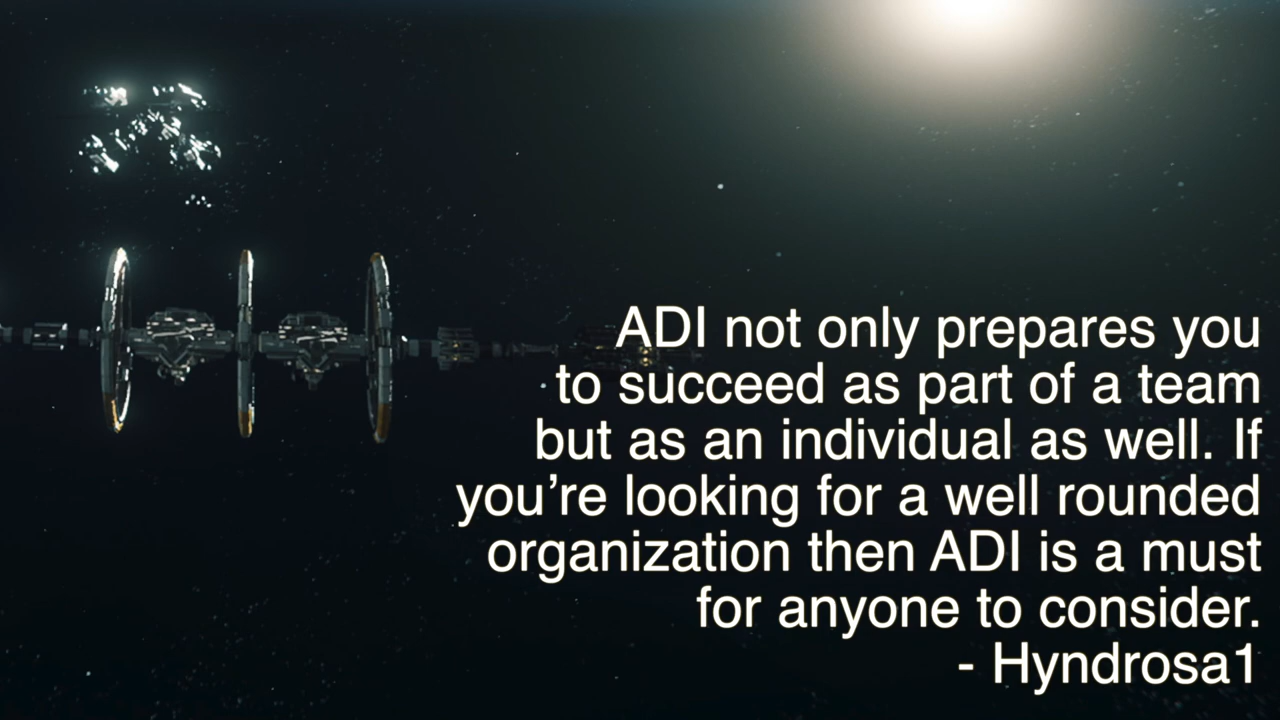 ADI not only prepares you
to succeed as part of a team
but as an individual as well. If
you’re looking for a well rounded
organization then ADI is a must
for anyone to consider.
- Hyndrosa1